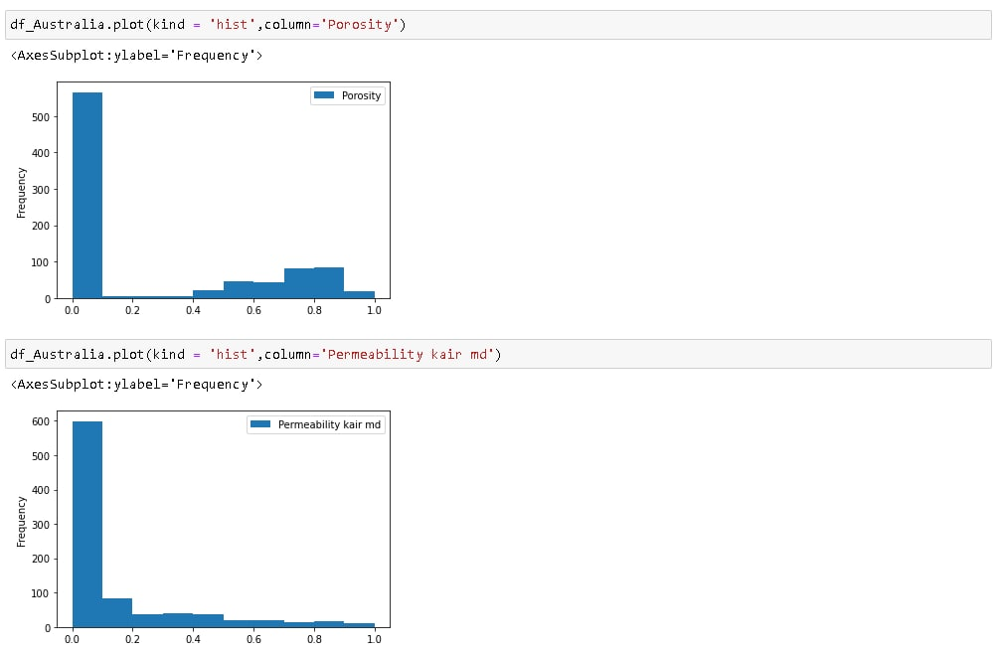 df_Australia.plot(kind = 'hist',column='Porosity')
<AxesSubplot:ylabel='Frequency'>
Porosity
500
400
300
200
100
0
Frequency
0.0 0.2 0.4 0.6 0.8 1.0
df_Australia.plot(kind = 'hist',column='Permeability kair md')
<AxesSubplot:ylabel='Frequency'>
Permeability kair md
600
500
400
300
200
100
0
Frequency
0.0 0.2 0.4 0.6 0.8 1.0